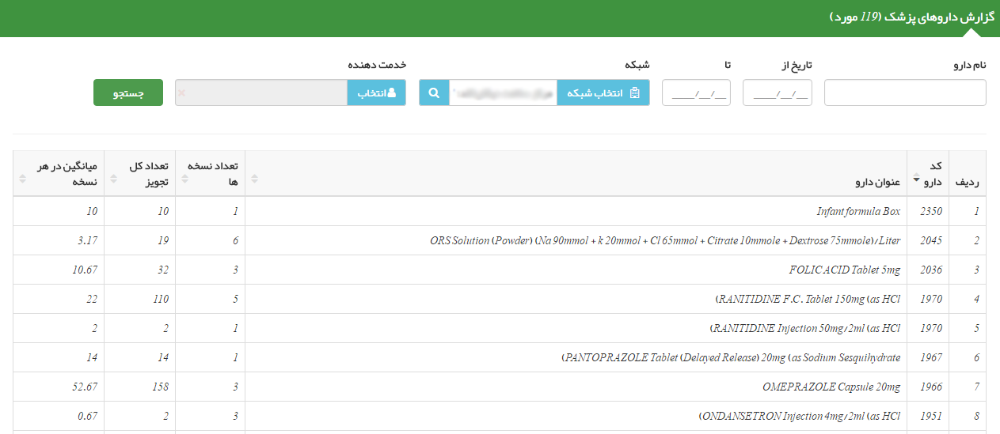 گزارش داروهای پزشک (119 مورد)
نام دارو
تاریخ از
تا
شبکه
خدمت دهنده
__/__/____
__/__/____
انتخاب شبکه
انتخاب
جستجو
ردیف کد دارو عنوان دارو تعداد نسخه ها تعداد کل تجویز میانگین در هر نسخه
1 2350 Infant formula Box 1 10 10
2 2045 ORS Solution (Powder) (Na 90mmol + k 20mmol + Cl 65mmol + Citrate 10mmole + Dextrose 75mmole)/Liter 6 19 3.17
3 2036 FOLIC ACID Tablet 5mg 3 32 10.67
4 1970 (RANITIDINE F.C. Tablet 150mg (as HCl 5 110 22
5 1970 (RANITIDINE Injection 50mg/2ml (as HCl 1 2 2
6 1967 (PANTOPRAZOLE Tablet (Delayed Release) 20mg (as Sodium Sesquihydrate 1 14 14
7 1966 OMEPRAZOLE Capsule 20mg 3 158 52.67
8 1951 (ONDANSETRON Injection 4mg/2ml (as HCl 3 2 0.67